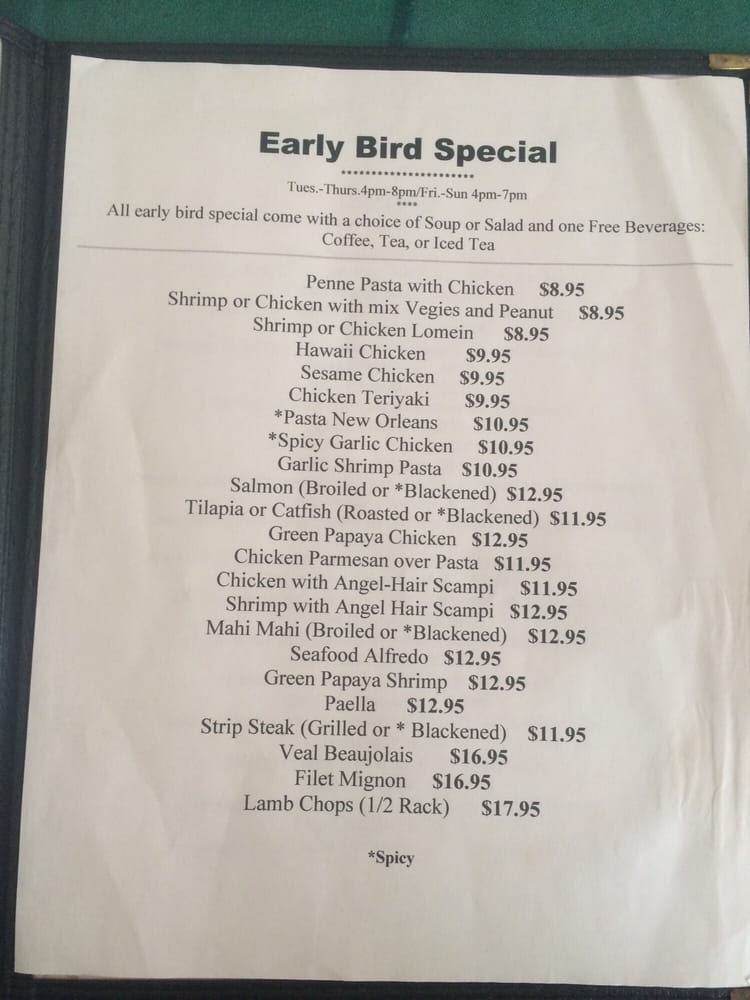 Early Bird Special
**********************
Tues.-Thurs.4pm-8pm/Fri.-Sun 4pm-7pm
****
All early bird special come with a choice of Soup or Salad and one Free Beverages:
Coffee, Tea, or Iced Tea
Penne Pasta with Chicken $8.95
Shrimp or Chicken with mix Vegies and Peanut $8.95
Shrimp or Chicken Lomein $8.95
Hawaii Chicken $9.95
Sesame Chicken $9.95
Chicken Teriyaki $9.95
*Pasta New Orleans $10.95
*Spicy Garlic Chicken $10.95
Garlic Shrimp Pasta $10.95
Salmon (Broiled or *Blackened) $12.95
Tilapia or Catfish (Roasted or *Blackened) $11.95
Green Papaya Chicken $12.95
Chicken Parmesan over Pasta $11.95
Chicken with Angel-Hair Scampi $11.95
Shrimp with Angel Hair Scampi $12.95
Mahi Mahi (Broiled or *Blackened) $12.95
Seafood Alfredo $12.95
Green Papaya Shrimp $12.95
Paella $12.95
Strip Steak (Grilled or * Blackened) $11.95
Veal Beaujolais $16.95
Filet Mignon $16.95
Lamb Chops (1/2 Rack) $17.95
*Spicy